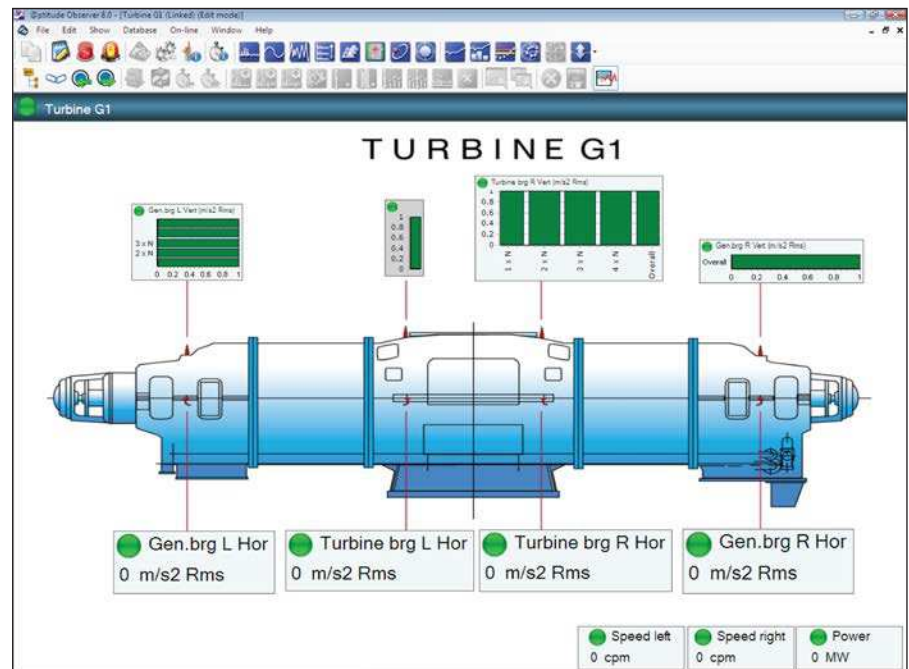 @ptitude Observer 8.0 - [Turbine G1 (Linked) (Edit mode)]
File Edit Show Database On-line Window Help
Turbine G1
TURBINE G1
Gen.brg L Vert (m/s2 Rms)
3 x N
2 x N
0 0.2 0.4 0.6 0.8 1
1
0.8
0.6
0.4
0.2
0
Turbine brg R Vert (m/s2 Rms)
1
0.8
0.6
0.4
0.2
0
1 x N
2 x N
3 x N
4 x N
Overall
Gen.brg R Vert (m/s2 Rms)
Overall
0 0.2 0.4 0.6 0.8 1
Gen.brg L Hor
0 m/s2 Rms
Turbine brg L Hor
0 m/s2 Rms
Turbine brg R Hor
0 m/s2 Rms
Gen.brg R Hor
0 m/s2 Rms
Speed left
0 cpm
Speed right
0 cpm
Power
0 MW